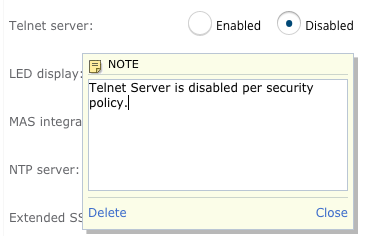 Telnet server: Enabled Disabled
NOTE
LED display:
Telnet Server is disabled per security
policy.
MAS integra
NTP server:
Delete Close
Extended SS